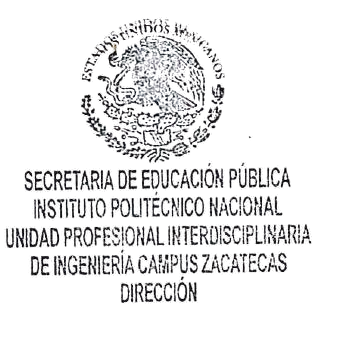 ESTADOS UNIDOS MEXICANOS
SECRETARIA DE EDUCACIÓN PÚBLICA
INSTITUTO POLITÉCNICO NACIONAL
UNIDAD PROFESIONAL INTERDISCIPLINARIA
DE INGENIERÍA CAMPUS ZACATECAS
DIRECCIÓN